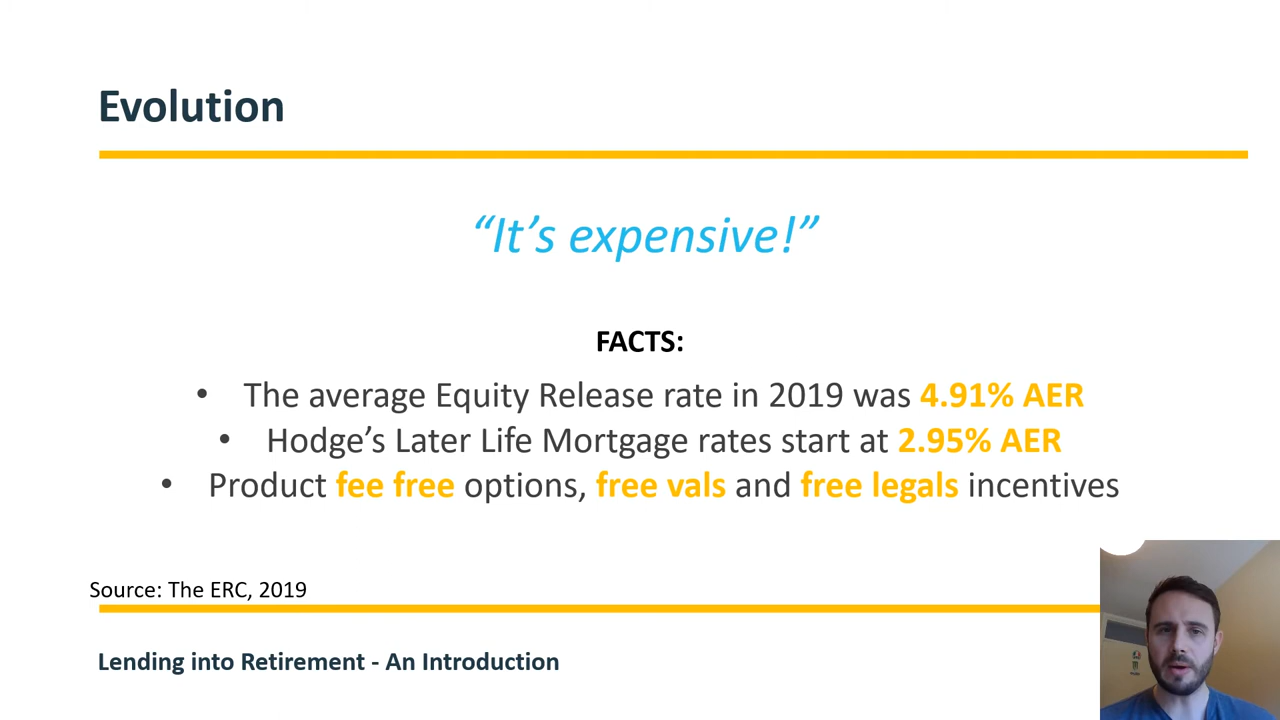 Evolution
“It’s expensive!”
FACTS:
• The average Equity Release rate in 2019 was 4.91% AER
• Hodge’s Later Life Mortgage rates start at 2.95% AER
• Product fee free options, free vals and free legals incentives
Source: The ERC, 2019
Lending into Retirement - An Introduction